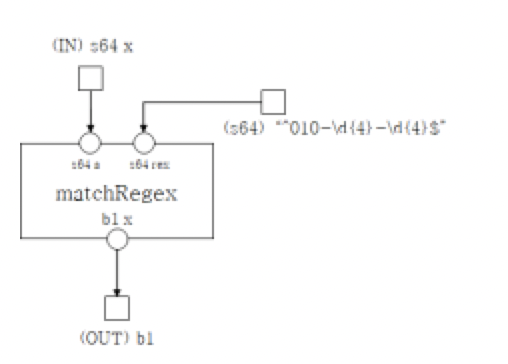 (IN) s64 x
(s64) "^010-\d{4}-\d{4}$"
s64 a s64 rex
matchRegex
b1 x
(OUT) b1